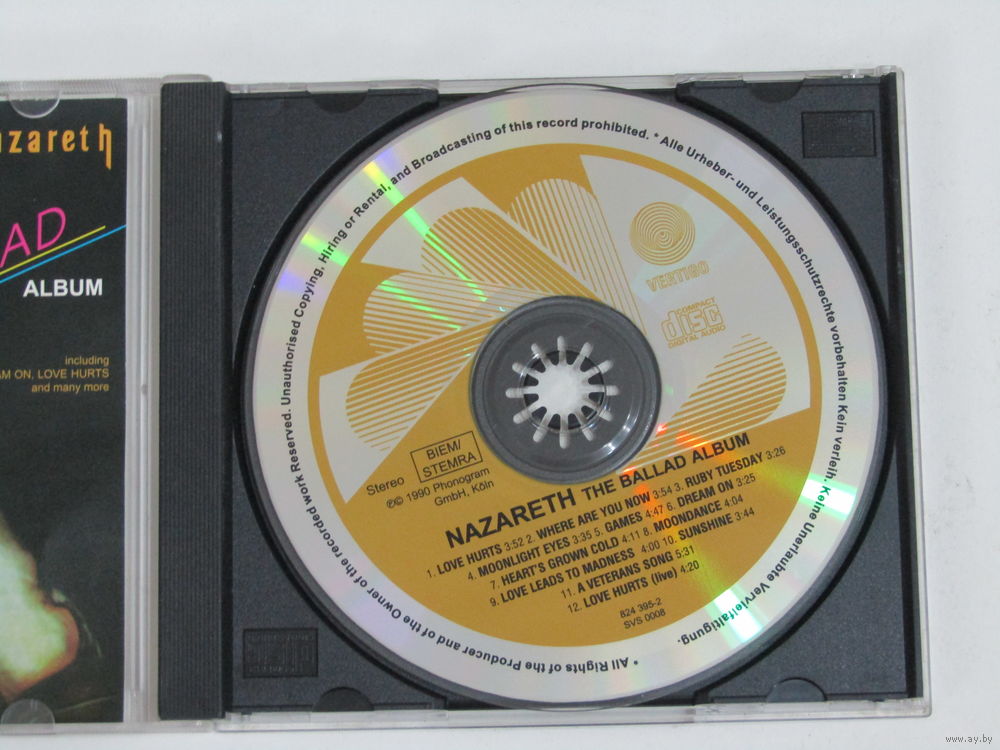 azareth
AD
ALBUM
including
AM ON, LOVE HURTS
and many more
* All Rights of the Producer and of the Owner of the recorded work Reserved. Unauthorised Copying, Hiring or Rental, and Broadcasting of this record prohibited. * Alle Urheber- und Leistungsschutzrechte vorbehalten Kein verleih. Keine Unerlaubte Vervielfaltigung.
VERTIGO
COMPACT
disc
DIGITAL AUDIO
BIEM/
STEMRA
Stereo
℗© 1990 Phonogram
GmbH, Köln
NAZARETH THE BALLAD ALBUM
1. LOVE HURTS 3:52 2. WHERE ARE YOU NOW 3:54 3. RUBY TUESDAY 3:26
4. MOONLIGHT EYES 3:35 5. GAMES 4:47 6. DREAM ON 3:25
7. HEART'S GROWN COLD 4:11 8. MOONDANCE 4:04
9. LOVE LEADS TO MADNESS 4:00 10. SUNSHINE 3:44
11. A VETERANS SONG 5:31
12. LOVE HURTS (live) 4:20
824 395-2
SVS 0008
www.ay.by